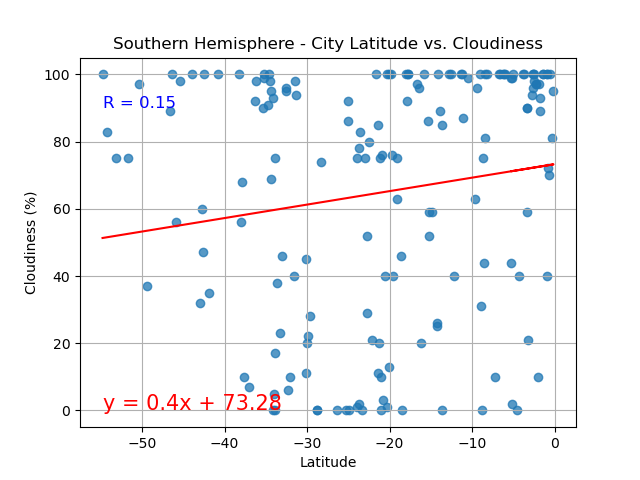 Southern Hemisphere - City Latitude vs. Cloudiness
100
80
60
40
20
0
Cloudiness (%)
R = 0.15
y = 0.4x + 73.28
−50
−40
−30
−20
−10
0
Latitude